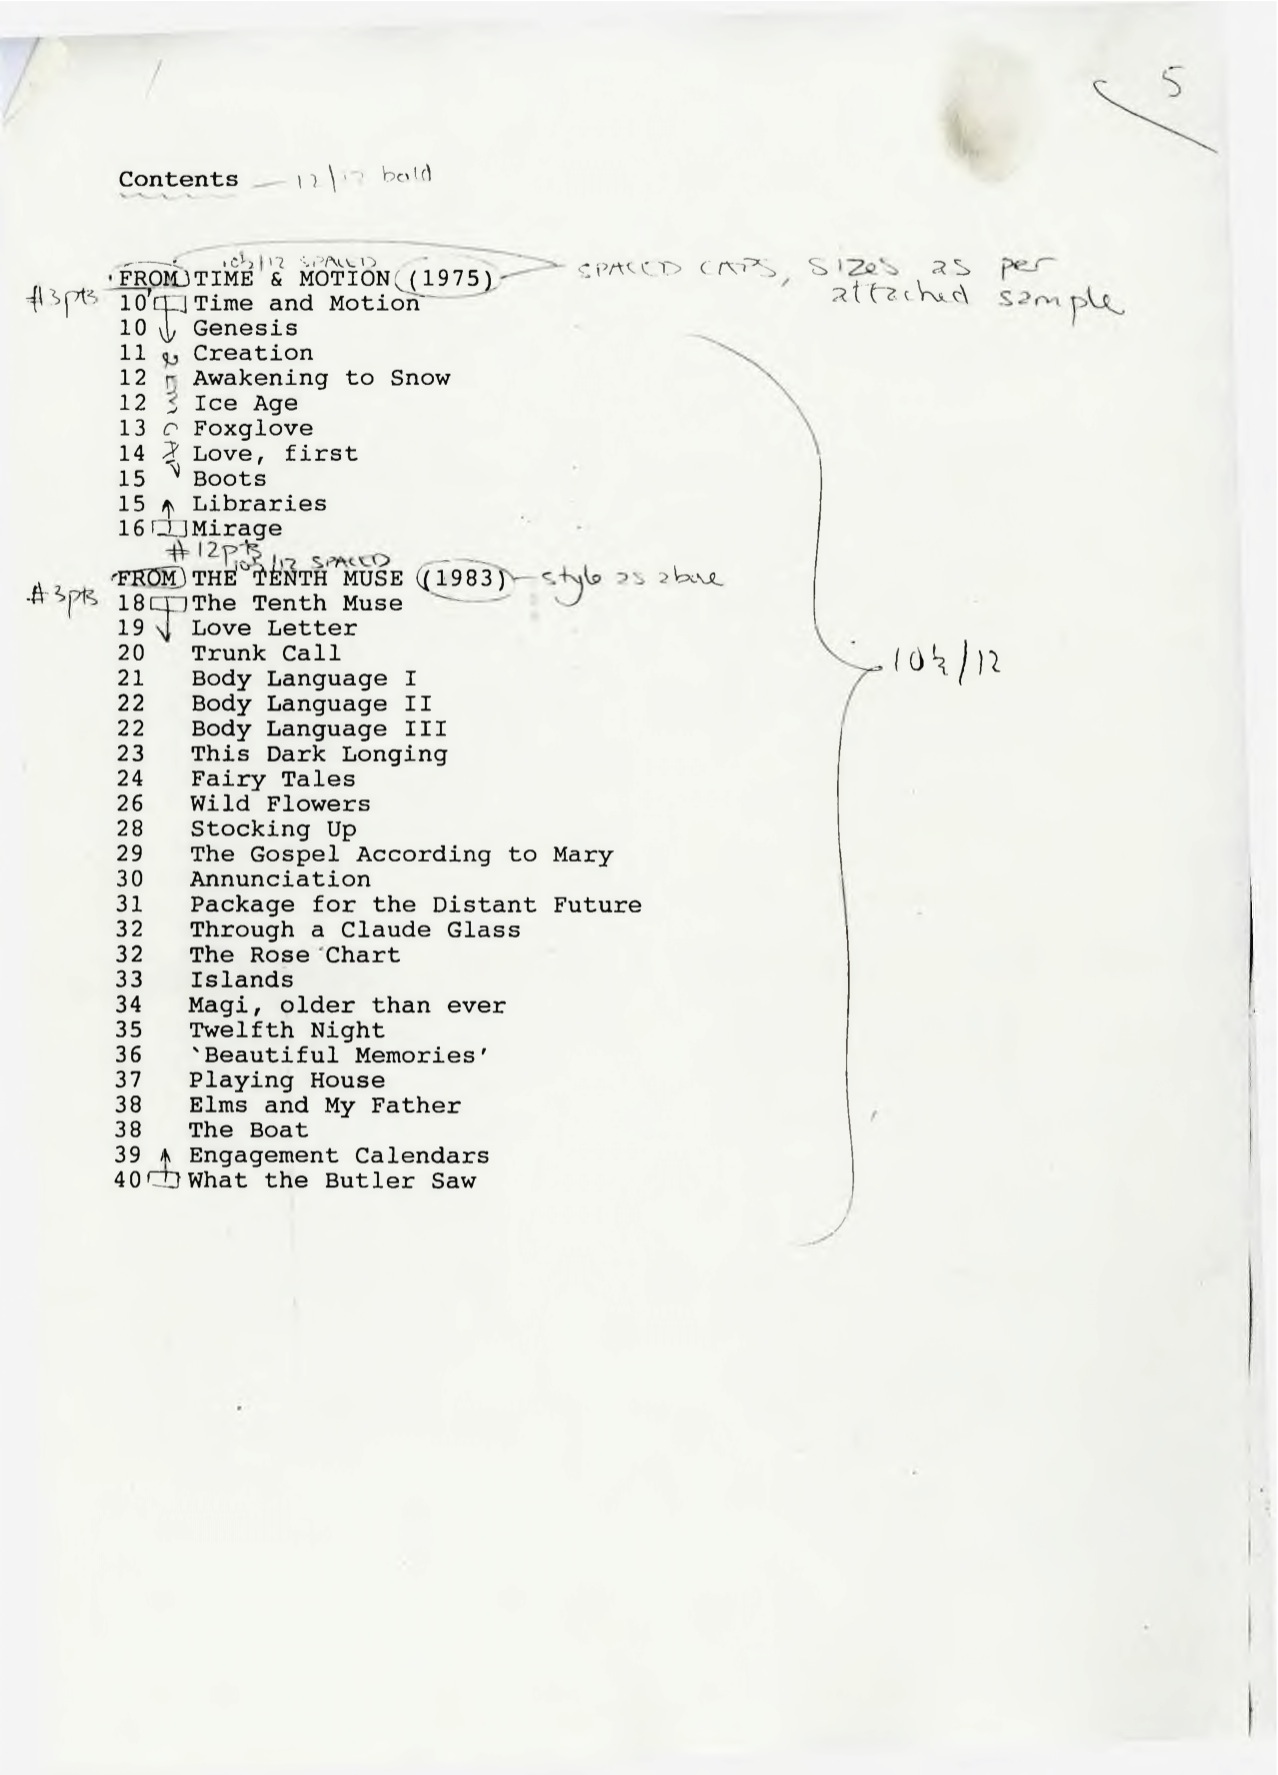 5
Contents — 12/12 bold
10½/12 SPACED
FROM TIME & MOTION (1975) SPACED CAPS, SIZES as per
attached sample
#3pts
10 Time and Motion
10 Genesis
11 Creation
12 Awakening to Snow
12 Ice Age
13 Foxglove
14 Love, first
15 Boots
15 Libraries
16 Mirage
#12pts
10½/12 SPACED
FROM THE TENTH MUSE (1983) — style as above
#3pts
18 The Tenth Muse
19 Love Letter
20 Trunk Call
10½/12
21 Body Language I
22 Body Language II
22 Body Language III
23 This Dark Longing
24 Fairy Tales
26 Wild Flowers
28 Stocking Up
29 The Gospel According to Mary
30 Annunciation
31 Package for the Distant Future
32 Through a Claude Glass
32 The Rose Chart
33 Islands
34 Magi, older than ever
35 Twelfth Night
36 `Beautiful Memories'
37 Playing House
38 Elms and My Father
38 The Boat
39 Engagement Calendars
40 What the Butler Saw